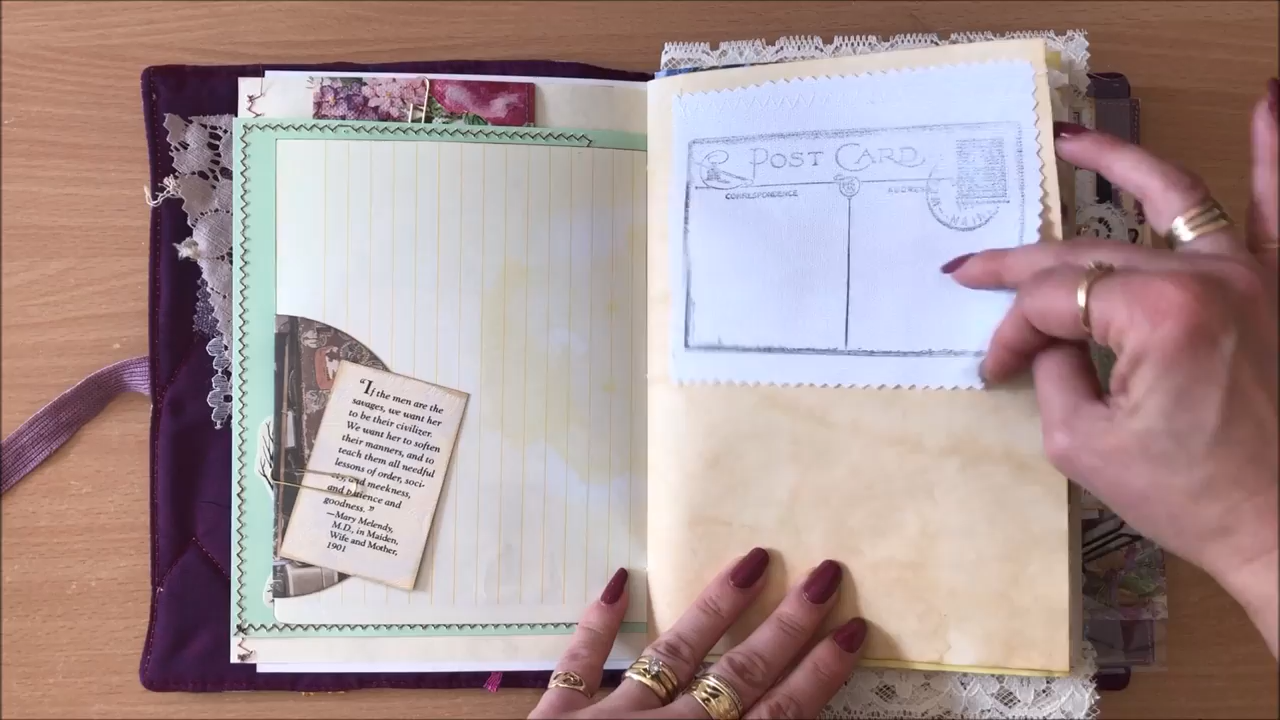 "If the men are the
savages, we want her
to be their civilizer.
We want her to soften
their manners, and to
teach them all needful
lessons of order, soci-
and meekness,
and patience and
goodness."
—Mary Melendy,
M.D., in Maiden,
Wife and Mother,
1901
POST CARD
CORRESPONDENCE